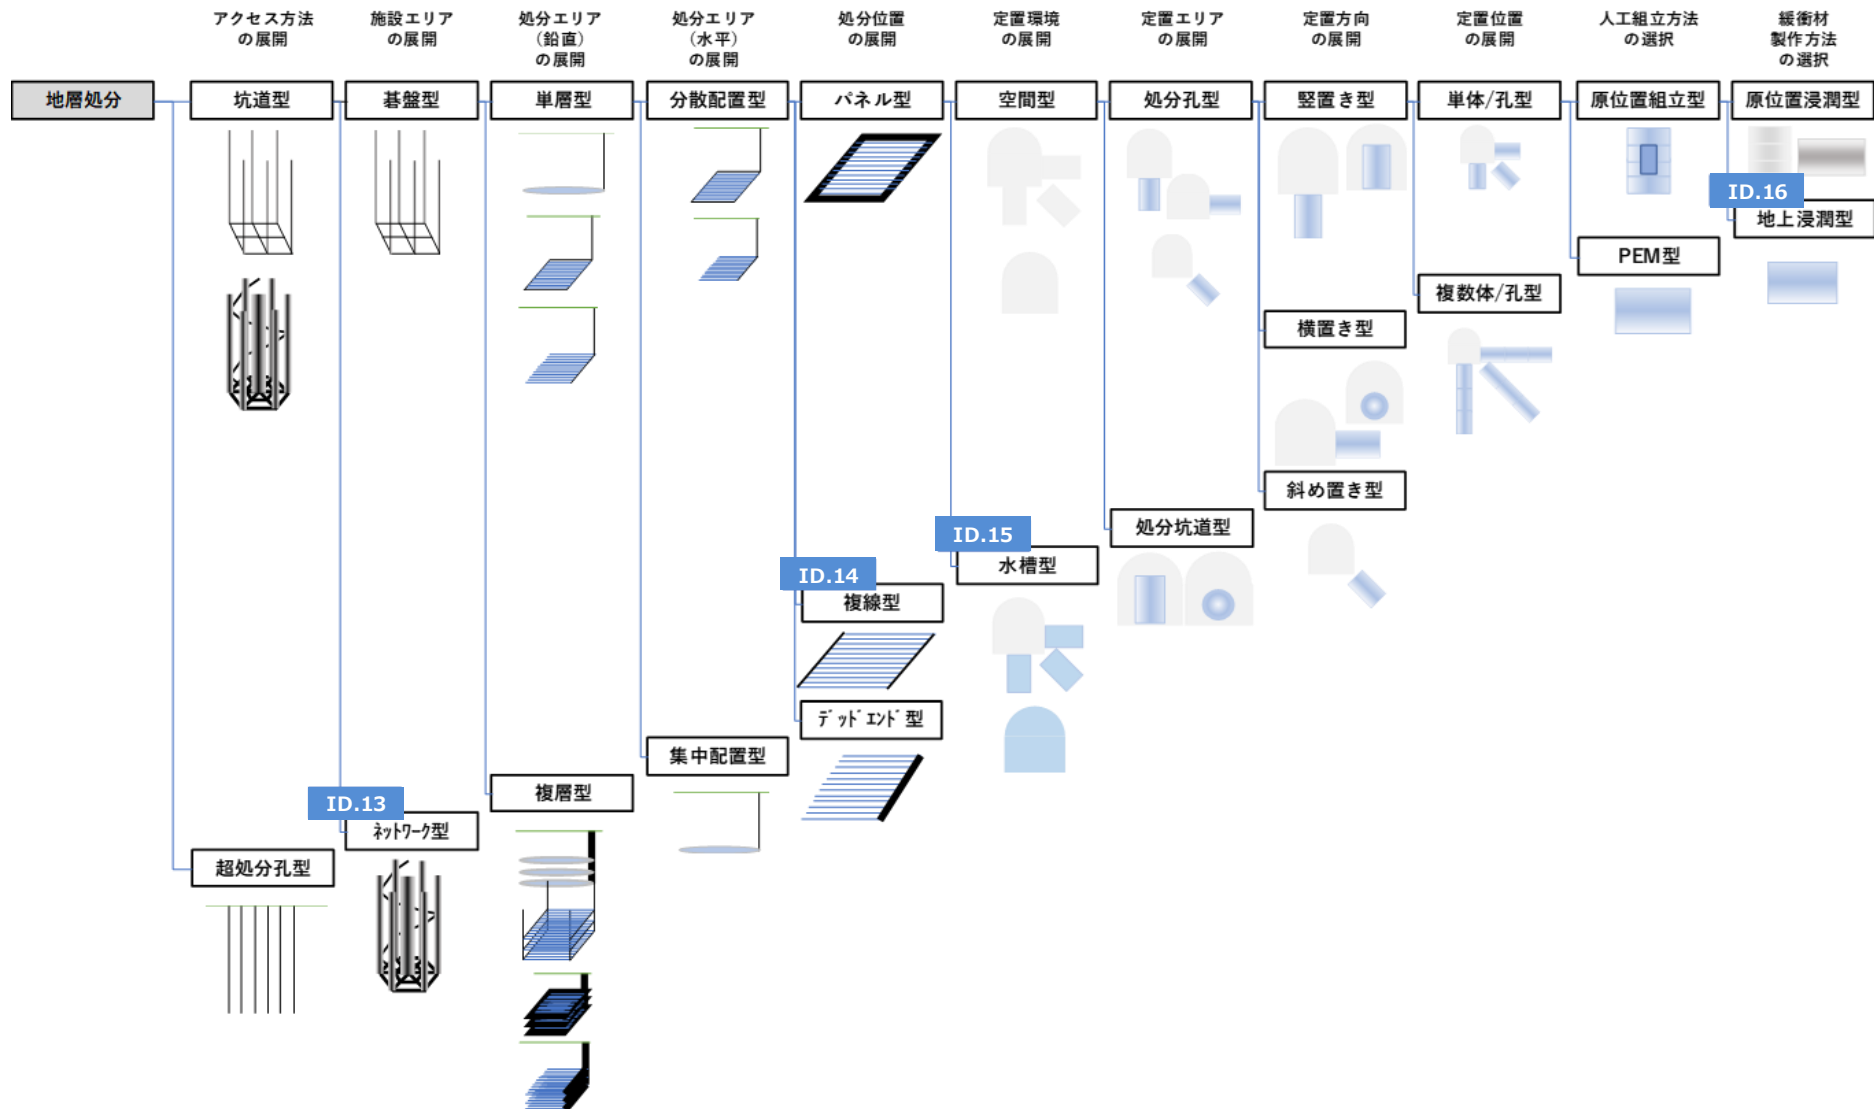 アクセス方法
の展開
施設エリア
の展開
処分エリア
（鉛直）
の展開
処分エリア
（水平）
の展開
処分位置
の展開
定置環境
の展開
定置エリア
の展開
定置方向
の展開
定置位置
の展開
人工組立方法
の選択
緩衝材
製作方法
の選択
地層処分
坑道型
基盤型
単層型
分散配置型
パネル型
空間型
処分孔型
竪置き型
単体/孔型
原位置組立型
原位置浸潤型
ID.16
地上浸潤型
PEM型
複数体/孔型
横置き型
斜め置き型
処分坑道型
ID.15
水槽型
ID.14
複線型
ﾃﾞｯﾄﾞｴﾝﾄﾞ型
集中配置型
複層型
ID.13
ﾈｯﾄﾜｰｸ型
超処分孔型